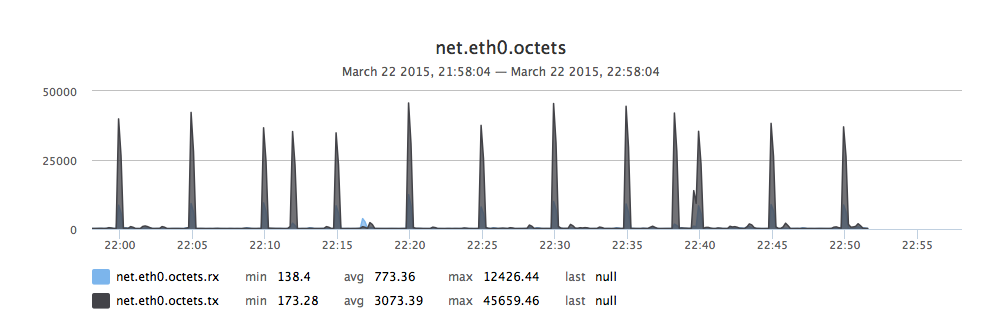 net.eth0.octets
March 22 2015, 21:58:04 — March 22 2015, 22:58:04
50000
25000
0
22:00 22:05 22:10 22:15 22:20 22:25 22:30 22:35 22:40 22:45 22:50 22:55
net.eth0.octets.rx min 138.4 avg 773.36 max 12426.44 last null
net.eth0.octets.tx min 173.28 avg 3073.39 max 45659.46 last null